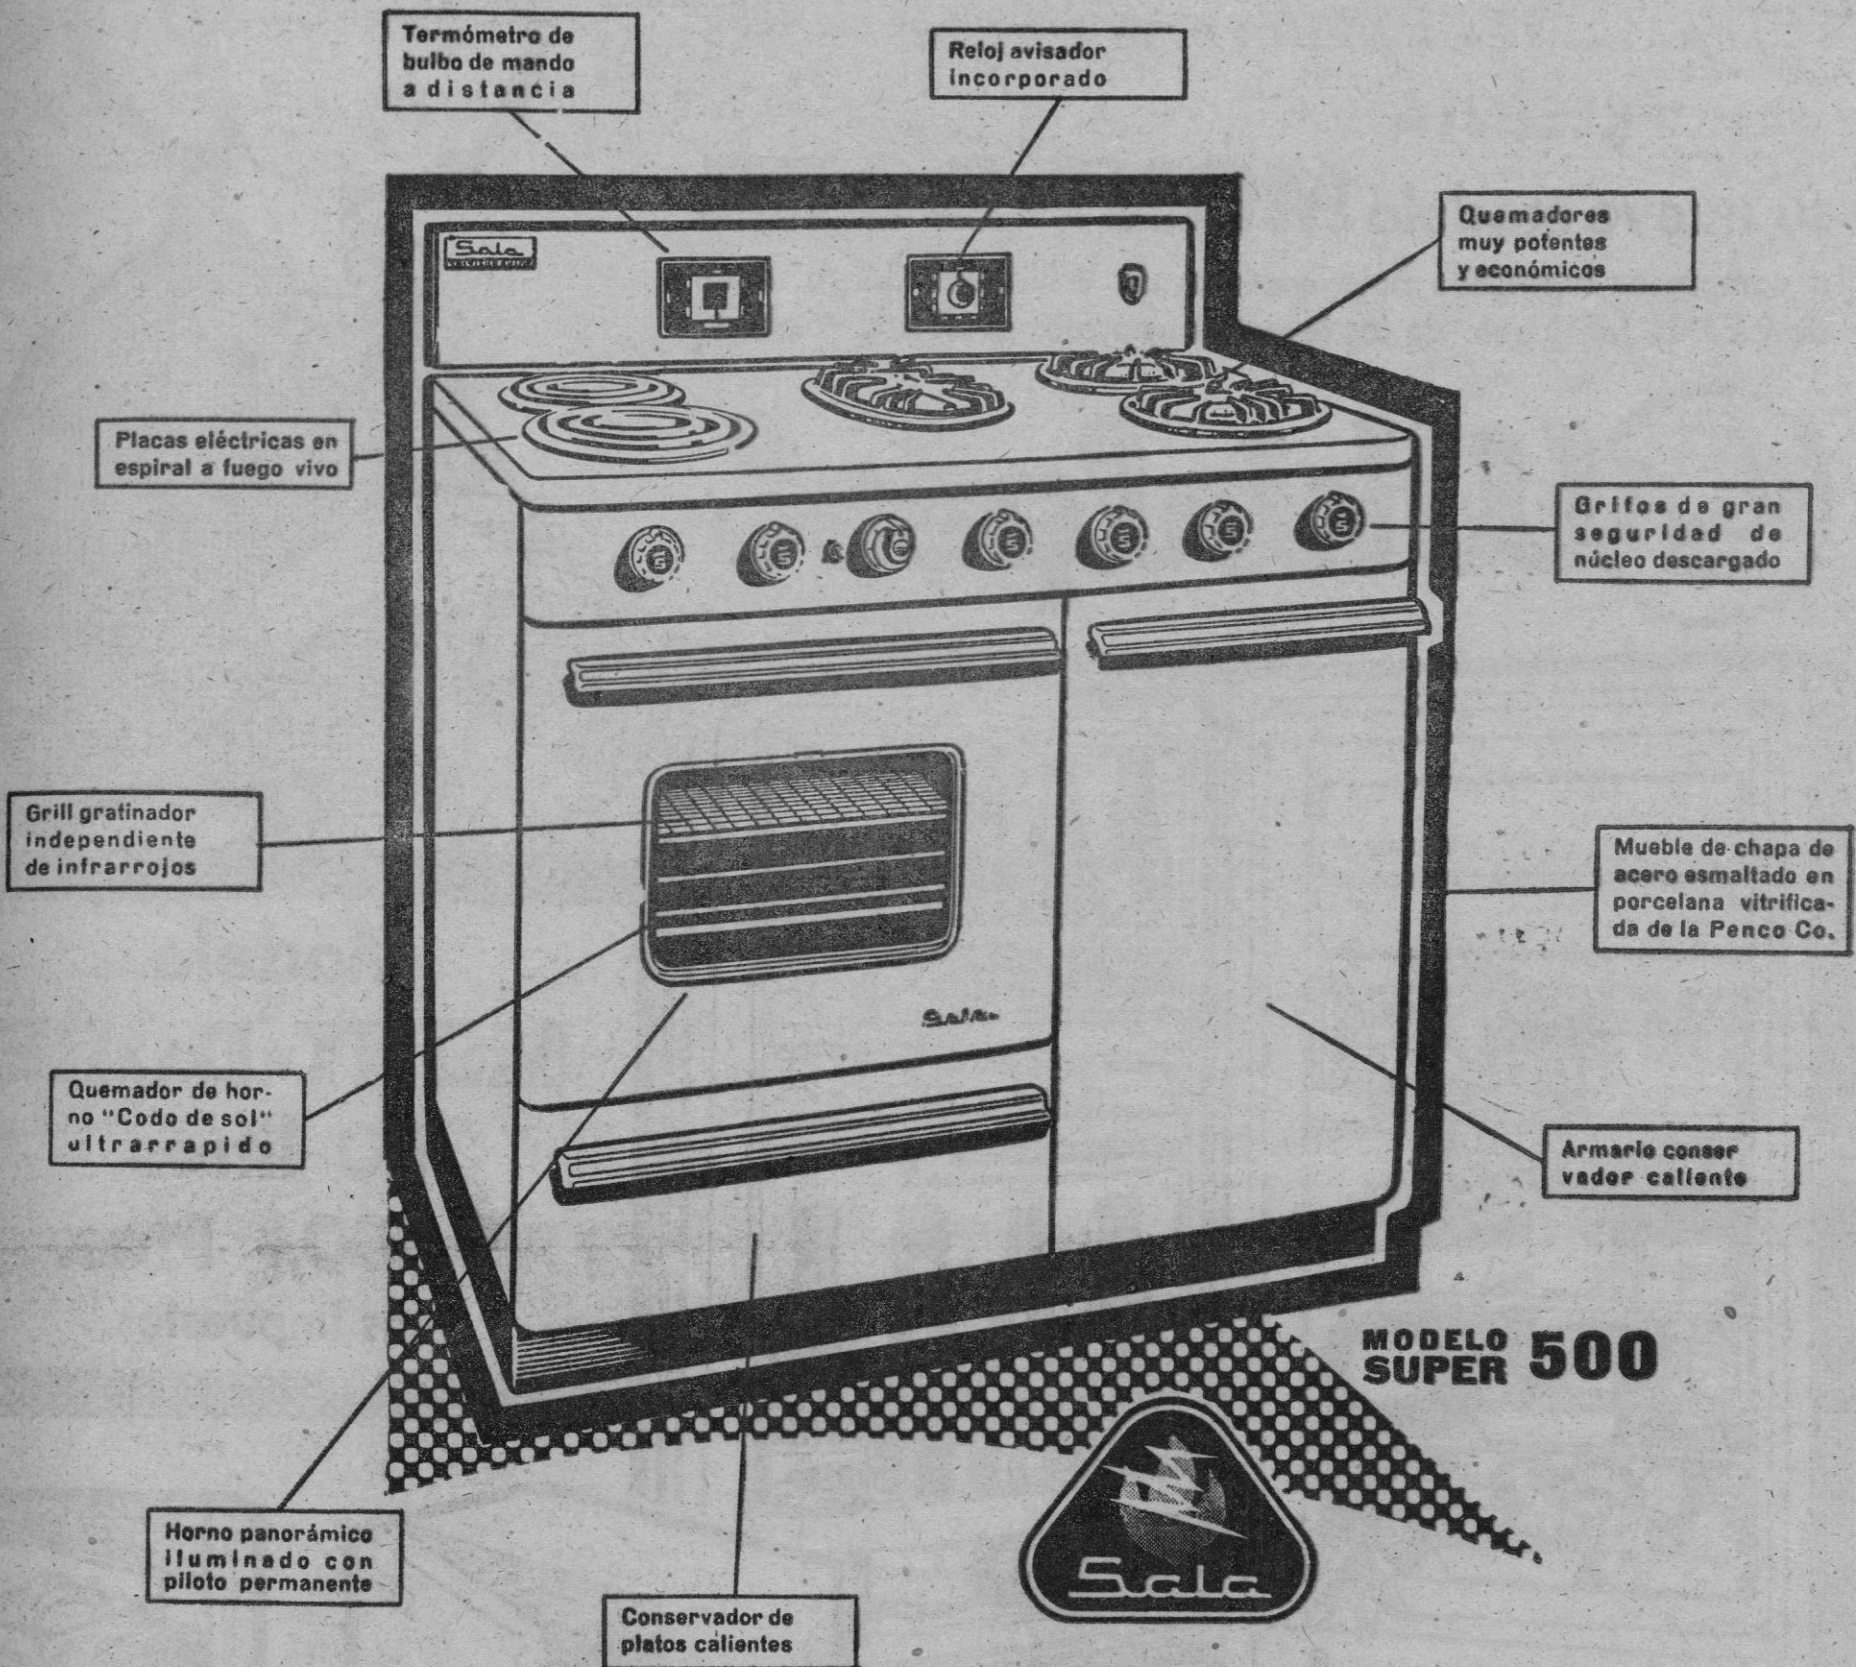 Termómetro de
bulbo de mando
a distancia
Reloj avisador
incorporado
Quemadores
muy potentes
y económicos
Sala
Placas eléctricas en
espiral a fuego vivo
Grifos de gran
seguridad de
núcleo descargado
Grill gratinador
independiente
de infrarrojos
Mueble de chapa de
acero esmaltado en
porcelana vitrifica-
da de la Penco Co.
Sala
Quemador de hor-
no "Codo de sol"
ultrarrapido
Armario conser
vador caliente
MODELO
SUPER 500
Horno panorámico
iluminado con
piloto permanente
Sala
Conservador de
platos calientes